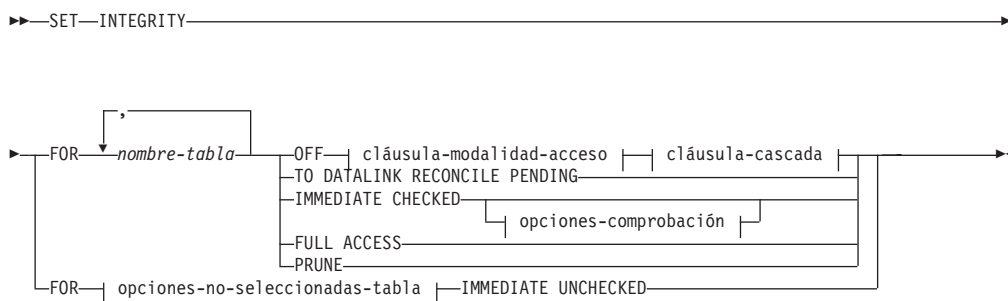 SET INTEGRITY
,
FOR nombre-tabla OFF cláusula-modalidad-acceso cláusula-cascada
TO DATALINK RECONCILE PENDING
IMMEDIATE CHECKED
opciones-comprobación
FULL ACCESS
PRUNE
FOR opciones-no-seleccionadas-tabla IMMEDIATE UNCHECKED